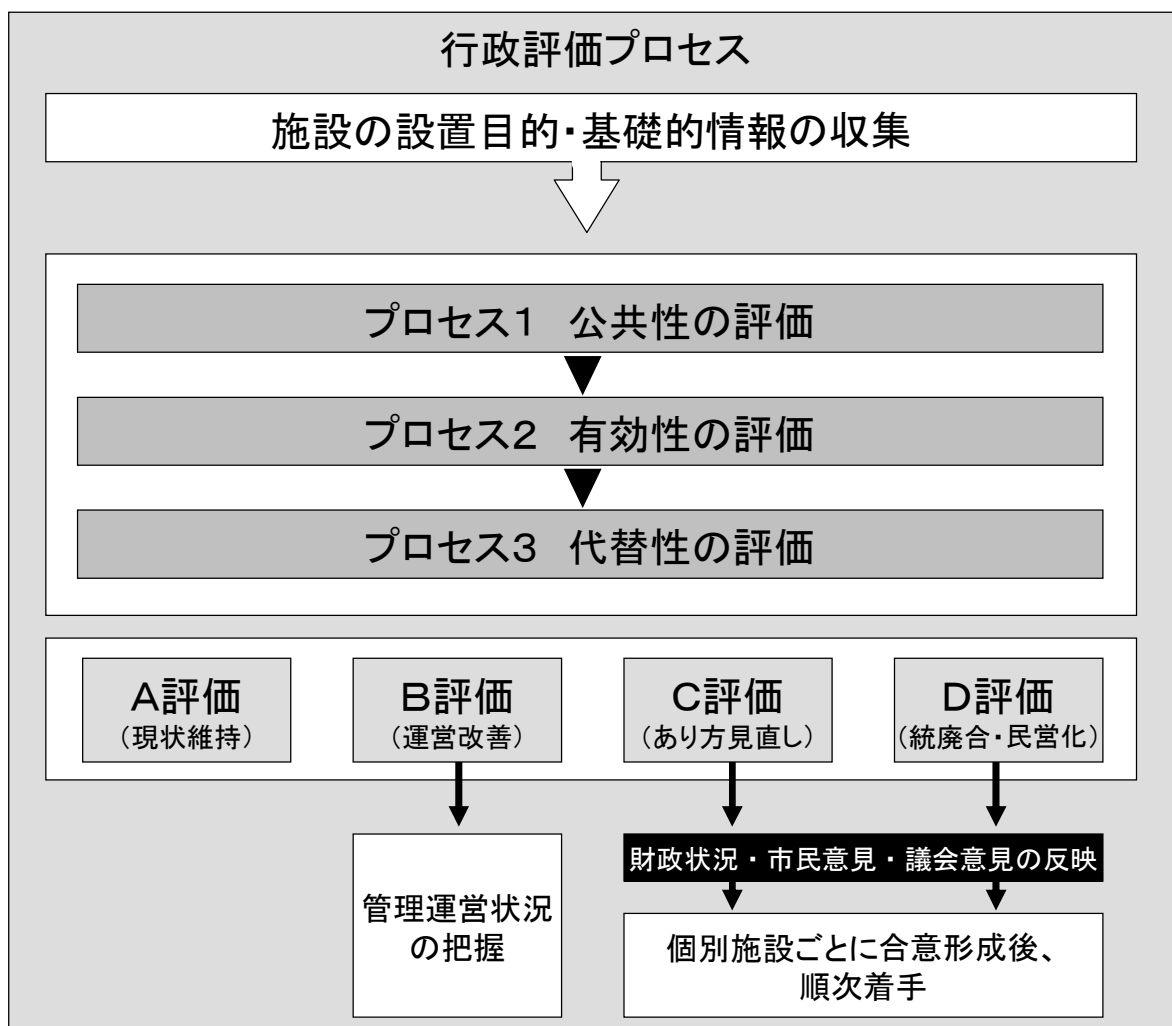 行政評価プロセス
施設の設置目的・基礎的情報の収集
プロセス1 公共性の評価
プロセス2 有効性の評価
プロセス3 代替性の評価
A評価
(現状維持)
B評価
(運営改善)
C評価
(あり方見直し)
D評価
(統廃合・民営化)
管理運営状況
の把握
財政状況・市民意見・議会意見の反映
個別施設ごとに合意形成後、
順次着手